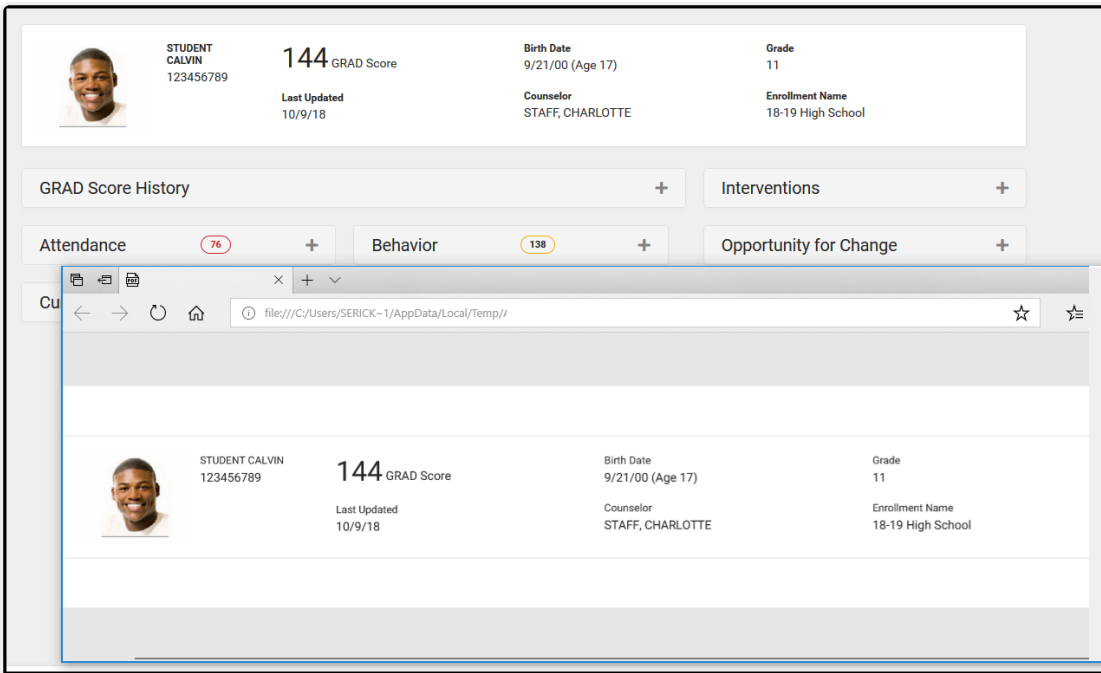 STUDENT
CALVIN
123456789
144 GRAD Score
Last Updated
10/9/18
Birth Date
9/21/00 (Age 17)
Counselor
STAFF, CHARLOTTE
Grade
11
Enrollment Name
18-19 High School
GRAD Score History
Interventions
Attendance 76
Behavior 138
Opportunity for Change
Cu
PDF
file:///C:/Users/SERICK~1/AppData/Local/Temp/
STUDENT CALVIN
123456789
144 GRAD Score
Last Updated
10/9/18
Birth Date
9/21/00 (Age 17)
Counselor
STAFF, CHARLOTTE
Grade
11
Enrollment Name
18-19 High School